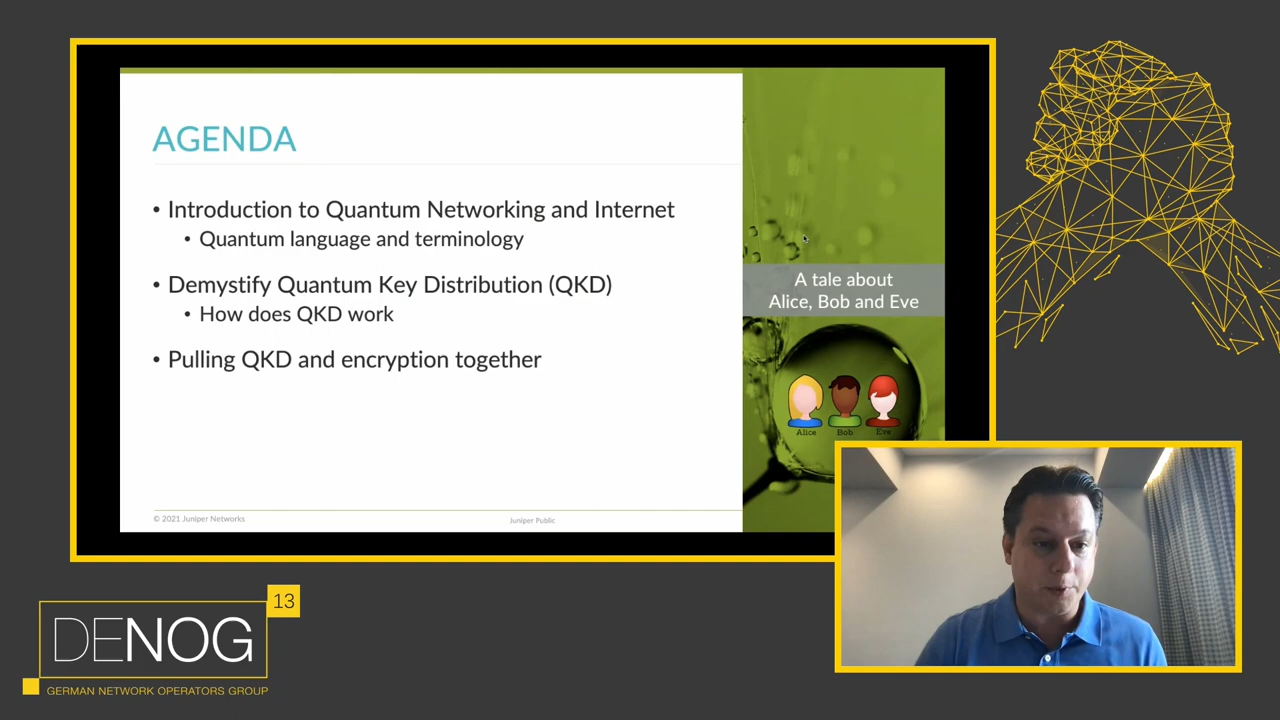 AGENDA
• Introduction to Quantum Networking and Internet
• Quantum language and terminology
• Demystify Quantum Key Distribution (QKD)
• How does QKD work
• Pulling QKD and encryption together
A tale about
Alice, Bob and Eve
Alice Bob Eve
© 2021 Juniper Networks
Juniper Public
13
DENOG
GERMAN NETWORK OPERATORS GROUP